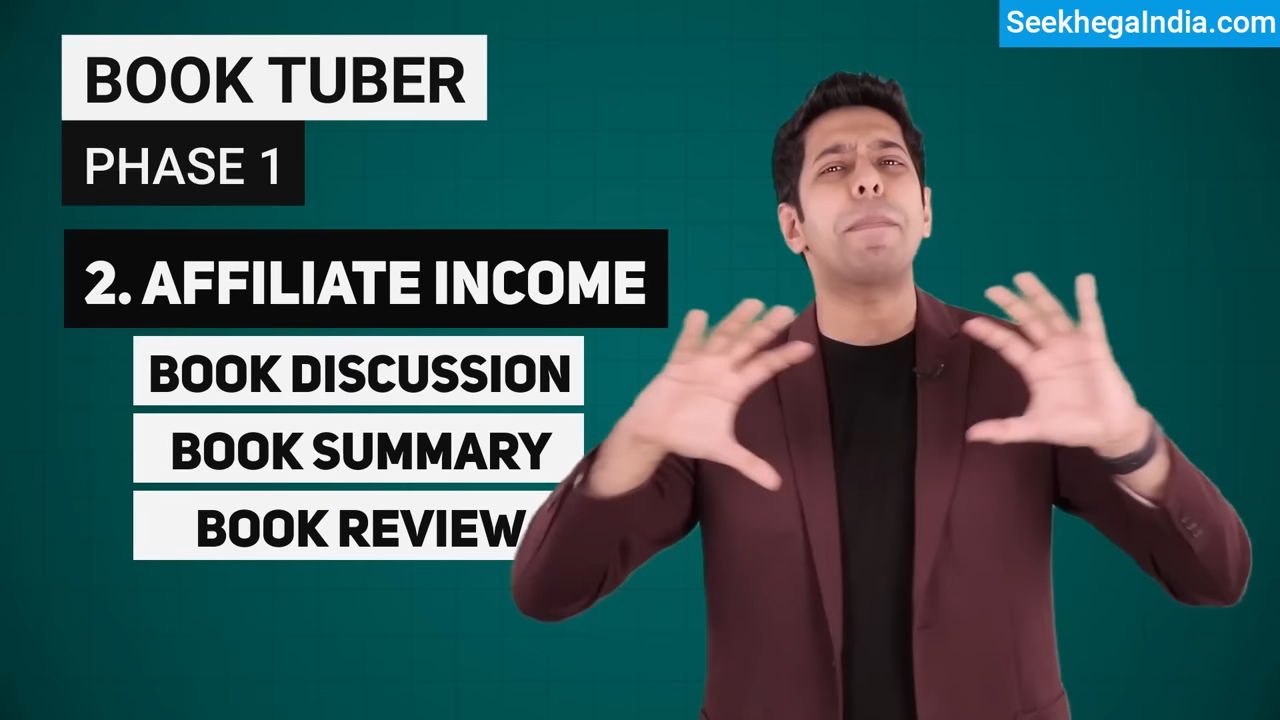 SeekhegaIndia.com
BOOK TUBER
PHASE 1
2. AFFILIATE INCOME
BOOK DISCUSSION
BOOK SUMMARY
BOOK REVIEW